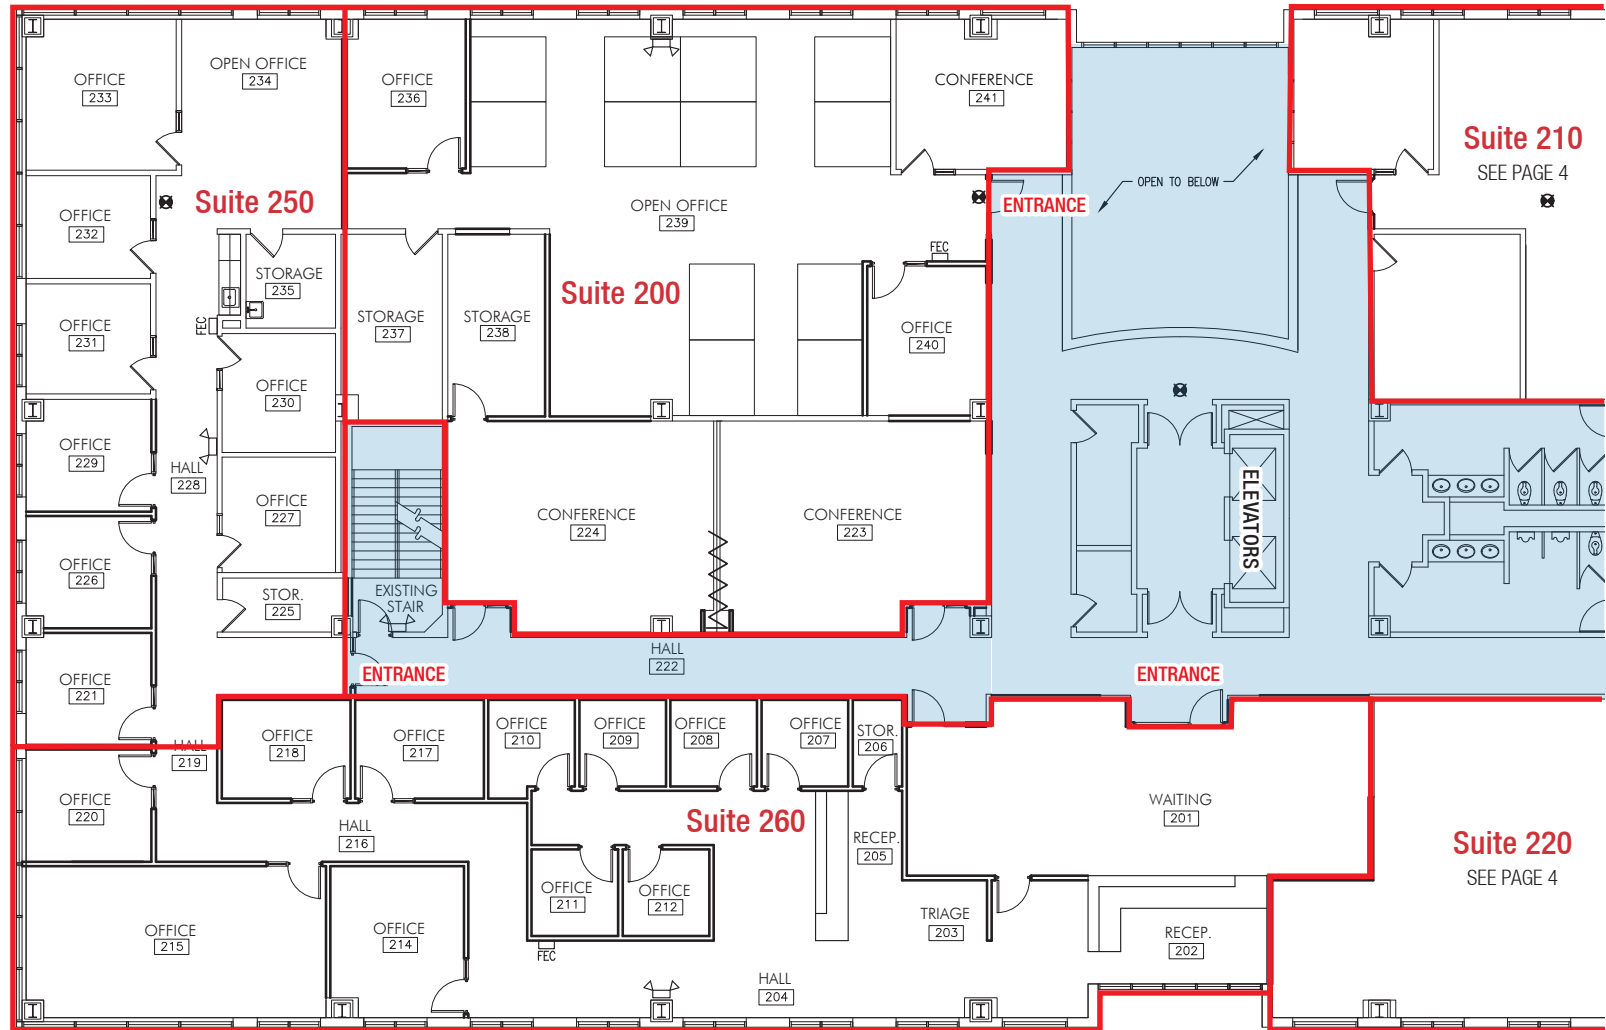 OFFICE
233
OPEN OFFICE
234
OFFICE
236
CONFERENCE
241
Suite 210
SEE PAGE 4
OPEN TO BELOW
Suite 250
OFFICE
232
OPEN OFFICE
239
ENTRANCE
FEC
STORAGE
235
Suite 200
FEC
OFFICE
231
STORAGE
237
STORAGE
238
OFFICE
240
OFFICE
230
OFFICE
229
HALL
228
OFFICE
227
CONFERENCE
224
CONFERENCE
223
ELEVATORS
OFFICE
226
STOR.
225
EXISTING
STAIR
HALL
222
ENTRANCE
ENTRANCE
OFFICE
221
HALL
219
OFFICE
218
OFFICE
217
OFFICE
210
OFFICE
209
OFFICE
208
OFFICE
207
STOR.
206
OFFICE
220
HALL
216
Suite 260
RECEP.
205
WAITING
201
Suite 220
SEE PAGE 4
OFFICE
211
OFFICE
212
TRIAGE
203
OFFICE
215
OFFICE
214
FEC
RECEP.
202
HALL
204